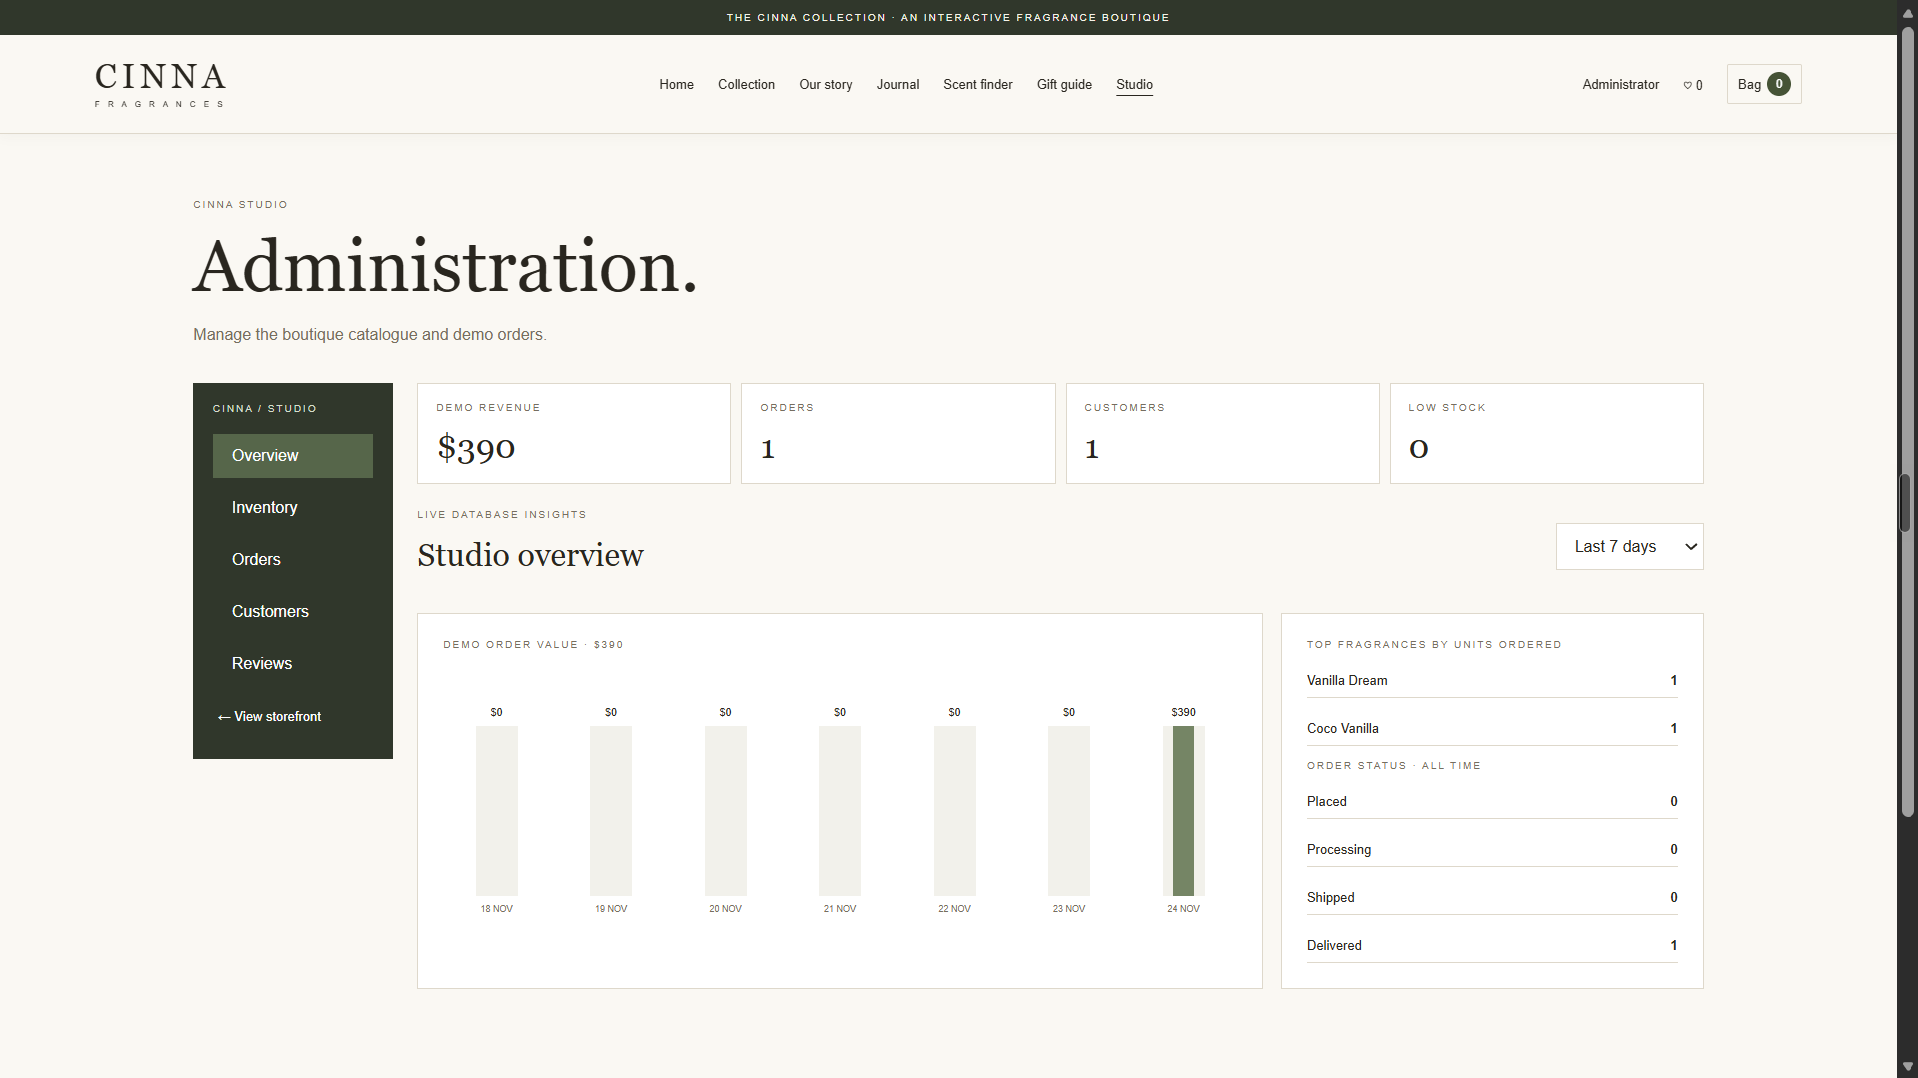 THE CINNA COLLECTION · AN INTERACTIVE FRAGRANCE BOUTIQUE
CINNA
FRAGRANCES
Home Collection Our story Journal Scent finder Gift guide Studio
Administrator ♡ 0 Bag 0
CINNA STUDIO
Administration.
Manage the boutique catalogue and demo orders.
CINNA / STUDIO
Overview
Inventory
Orders
Customers
Reviews
← View storefront
DEMO REVENUE
$390
ORDERS
1
CUSTOMERS
1
LOW STOCK
0
LIVE DATABASE INSIGHTS
Studio overview
Last 7 days
DEMO ORDER VALUE · $390
$0 $0 $0 $0 $0 $0 $390
18 NOV 19 NOV 20 NOV 21 NOV 22 NOV 23 NOV 24 NOV
TOP FRAGRANCES BY UNITS ORDERED
Vanilla Dream 1
Coco Vanilla 1
ORDER STATUS · ALL TIME
Placed 0
Processing 0
Shipped 0
Delivered 1